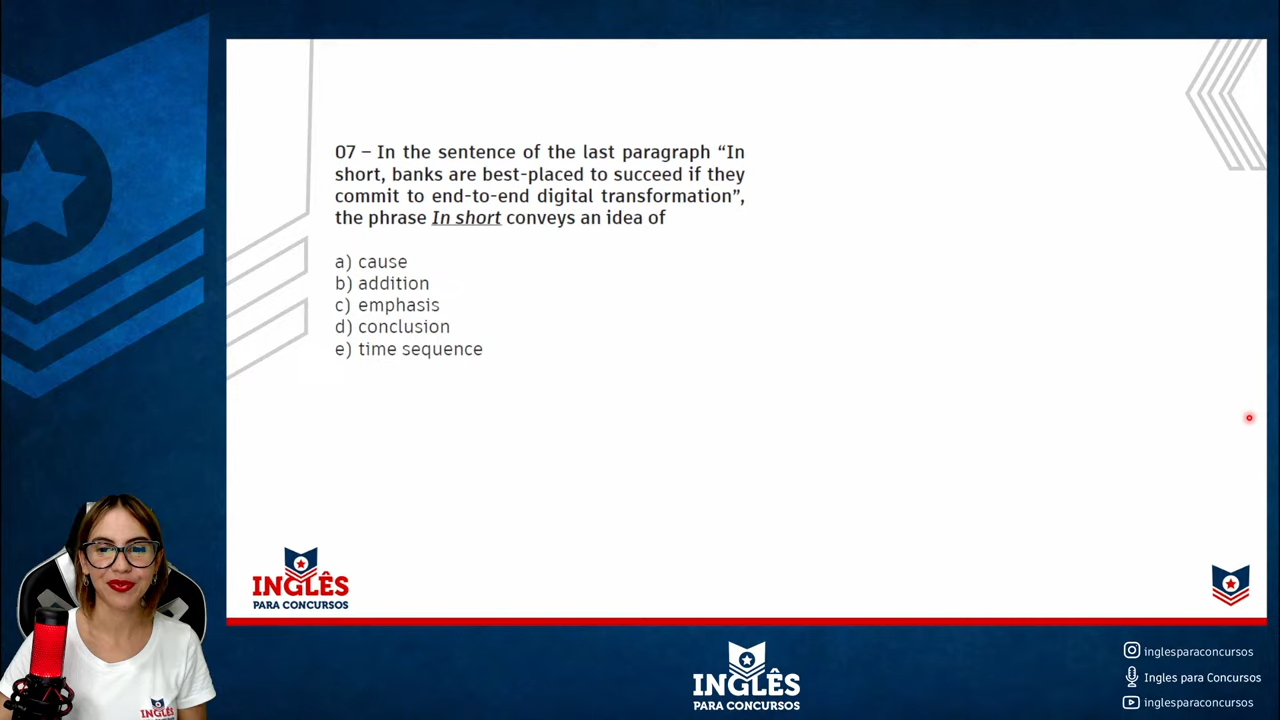 07 – In the sentence of the last paragraph “In
short, banks are best-placed to succeed if they
commit to end-to-end digital transformation”,
the phrase In short conveys an idea of
a) cause
b) addition
c) emphasis
d) conclusion
e) time sequence
INGLÊS
PARA CONCURSOS
INGLÊS
PARA CONCURSOS
inglesparaconcursos
Ingles para Concursos
inglesparaconcursos